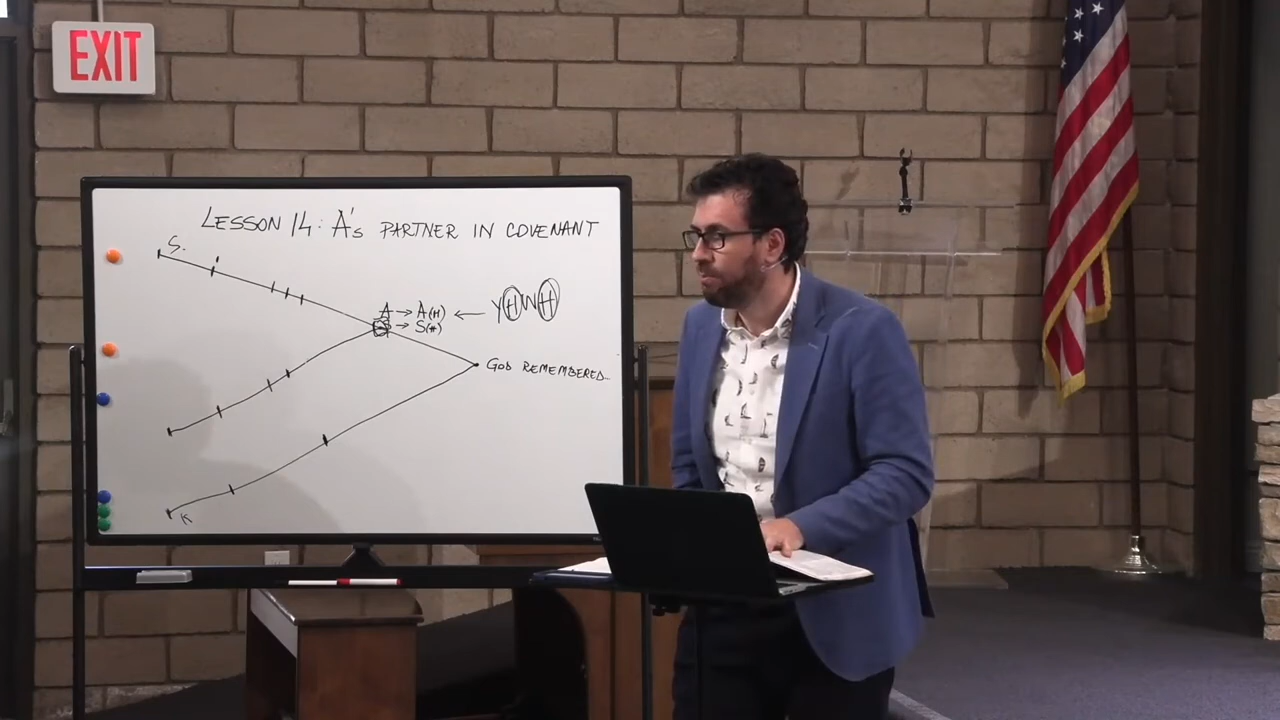 EXIT
LESSON 14: A's PARTNER IN COVENANT
S.
A → A(H) ← YHWH
S → S(H)
GOD REMEMBERED...
K